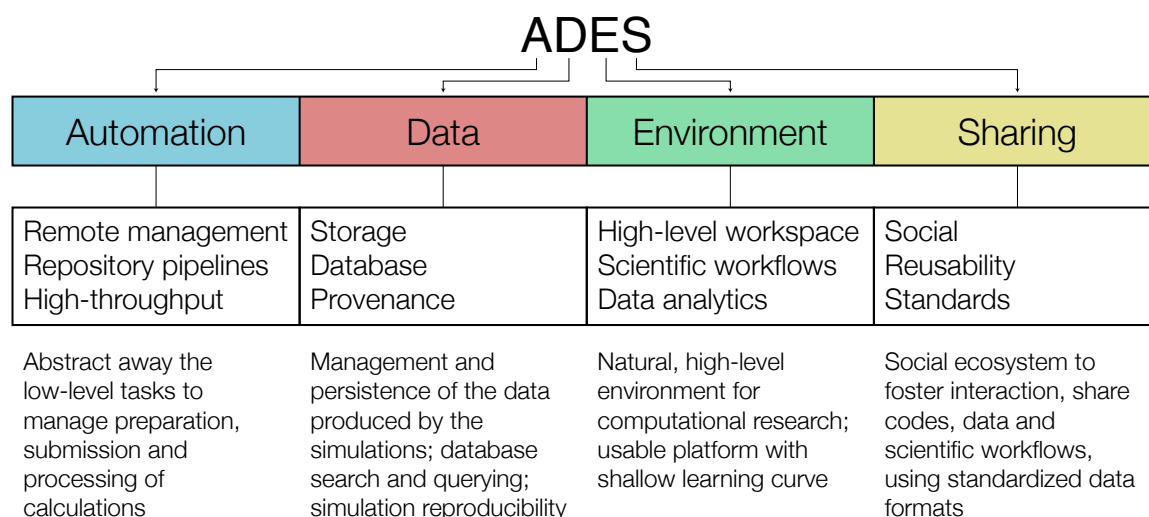 ADES
Automation
Data
Environment
Sharing
Remote management
Repository pipelines
High-throughput
Storage
Database
Provenance
High-level workspace
Scientific workflows
Data analytics
Social
Reusability
Standards
Abstract away the
low-level tasks to
manage preparation,
submission and
processing of
calculations
Management and
persistence of the data
produced by the
simulations; database
search and querying;
simulation reproducibility
Natural, high-level
environment for
computational research;
usable platform with
shallow learning curve
Social ecosystem to
foster interaction, share
codes, data and
scientific workflows,
using standardized data
formats